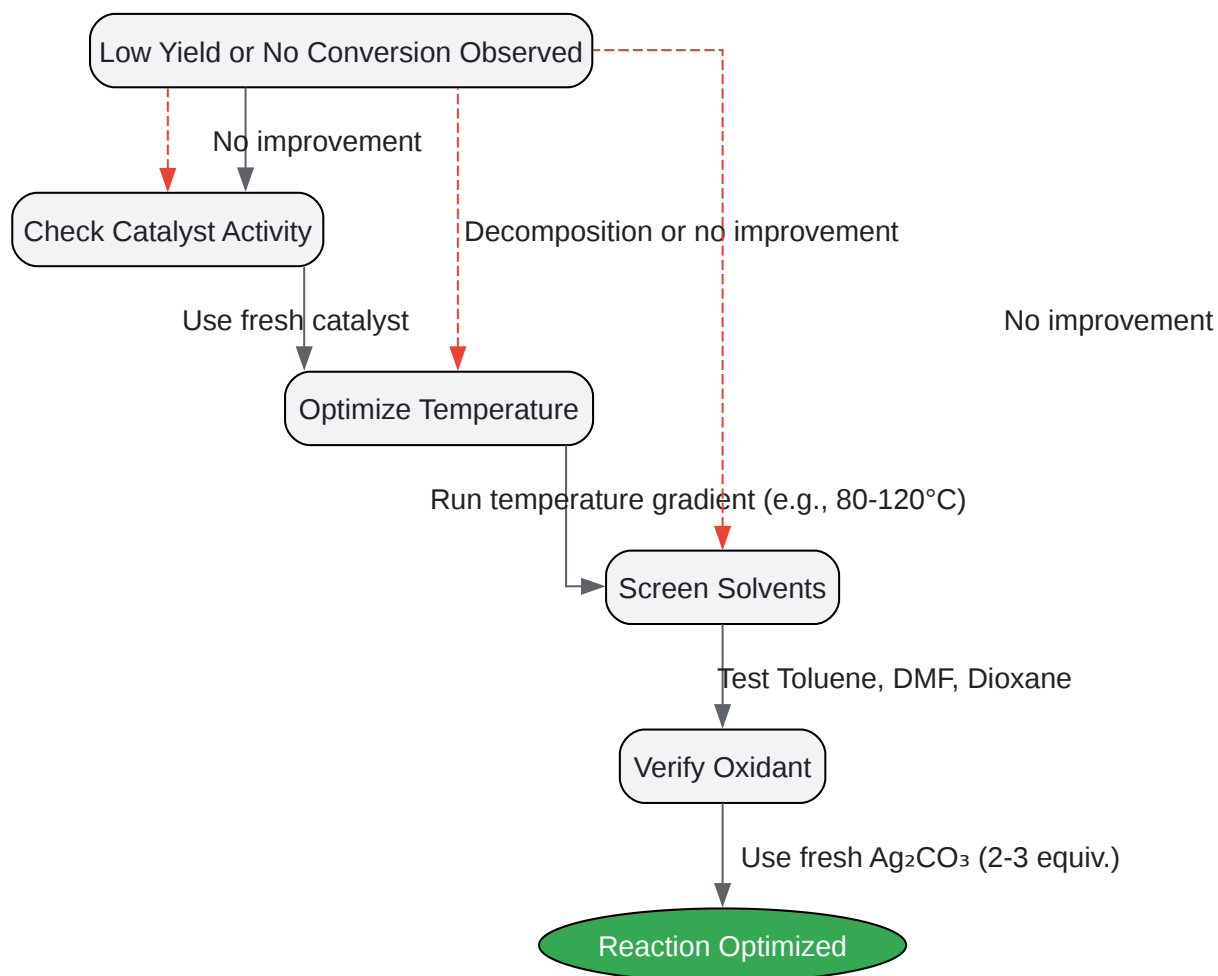 Low Yield or No Conversion Observed
No improvement
Check Catalyst Activity
Decomposition or no improvement
Use fresh catalyst
No improvement
Optimize Temperature
Run temperature gradient (e.g., 80-120°C)
Screen Solvents
Test Toluene, DMF, Dioxane
Verify Oxidant
Use fresh Ag₂CO₃ (2-3 equiv.)
Reaction Optimized